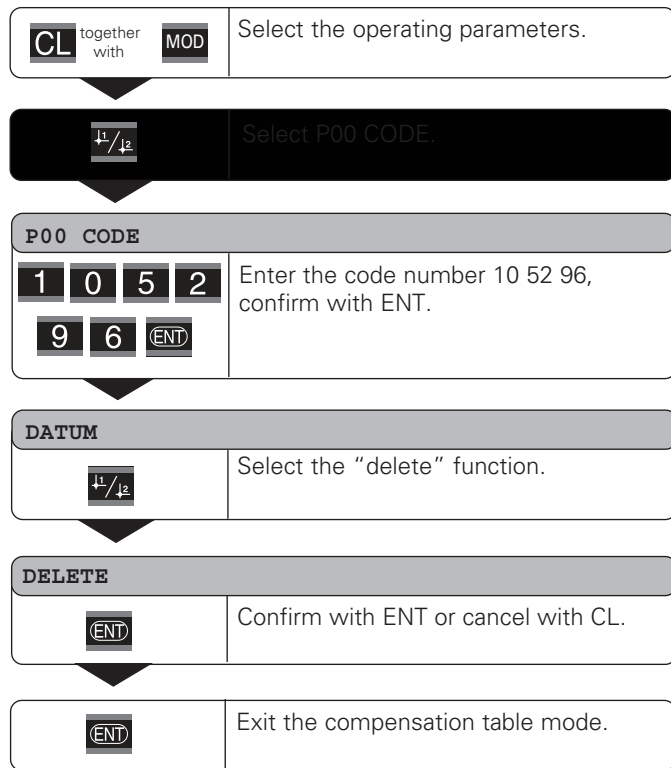 CL together with MOD
Select the operating parameters.
Select P00 CODE.
P00 CODE
1 0 5 2
9 6 ENT
Enter the code number 10 52 96,
confirm with ENT.
DATUM
Select the “delete” function.
DELETE
ENT
Confirm with ENT or cancel with CL.
ENT
Exit the compensation table mode.